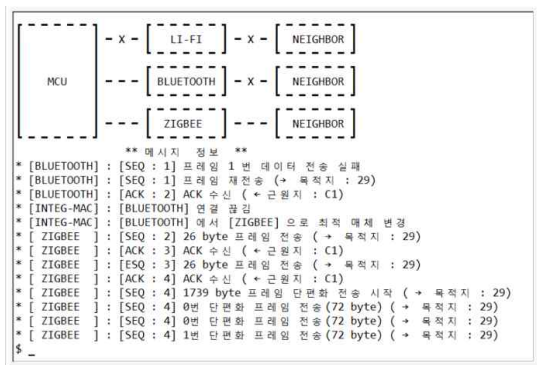 - X - [ LI-FI ] - X - [ NEIGHBOR ]
MCU - - - [ BLUETOOTH ] - X - [ NEIGHBOR ]
- - - [ ZIGBEE ] - - - [ NEIGHBOR ]
** 메시지 정보 **
* [BLUETOOTH] : [SEQ : 1] 프레임 1 번 데이터 전송 실패
* [BLUETOOTH] : [SEQ : 1] 프레임 재전송 (→ 목적지 : 29)
* [BLUETOOTH] : [ACK : 2] ACK 수신 ( ← 근원지 : C1)
* [INTEG-MAC] : [BLUETOOTH] 연결 끊김
* [INTEG-MAC] : [BLUETOOTH] 에서 [ZIGBEE] 으로 최적 매체 변경
* [ ZIGBEE ] : [SEQ : 2] 26 byte 프레임 전송 ( → 목적지 : 29)
* [ ZIGBEE ] : [ACK : 3] ACK 수신 ( ← 근원지 : C1)
* [ ZIGBEE ] : [ESQ : 3] 26 byte 프레임 전송 ( → 목적지 : 29)
* [ ZIGBEE ] : [ACK : 4] ACK 수신 ( ← 근원지 : C1)
* [ ZIGBEE ] : [SEQ : 4] 1739 byte 프레임 단편화 전송 시작 ( → 목적지 : 29)
* [ ZIGBEE ] : [SEQ : 4] 0번 단편화 프레임 전송(72 byte) ( → 목적지 : 29)
* [ ZIGBEE ] : [SEQ : 4] 0번 단편화 프레임 전송(72 byte) ( → 목적지 : 29)
* [ ZIGBEE ] : [SEQ : 4] 1번 단편화 프레임 전송(72 byte) ( → 목적지 : 29)
$ _